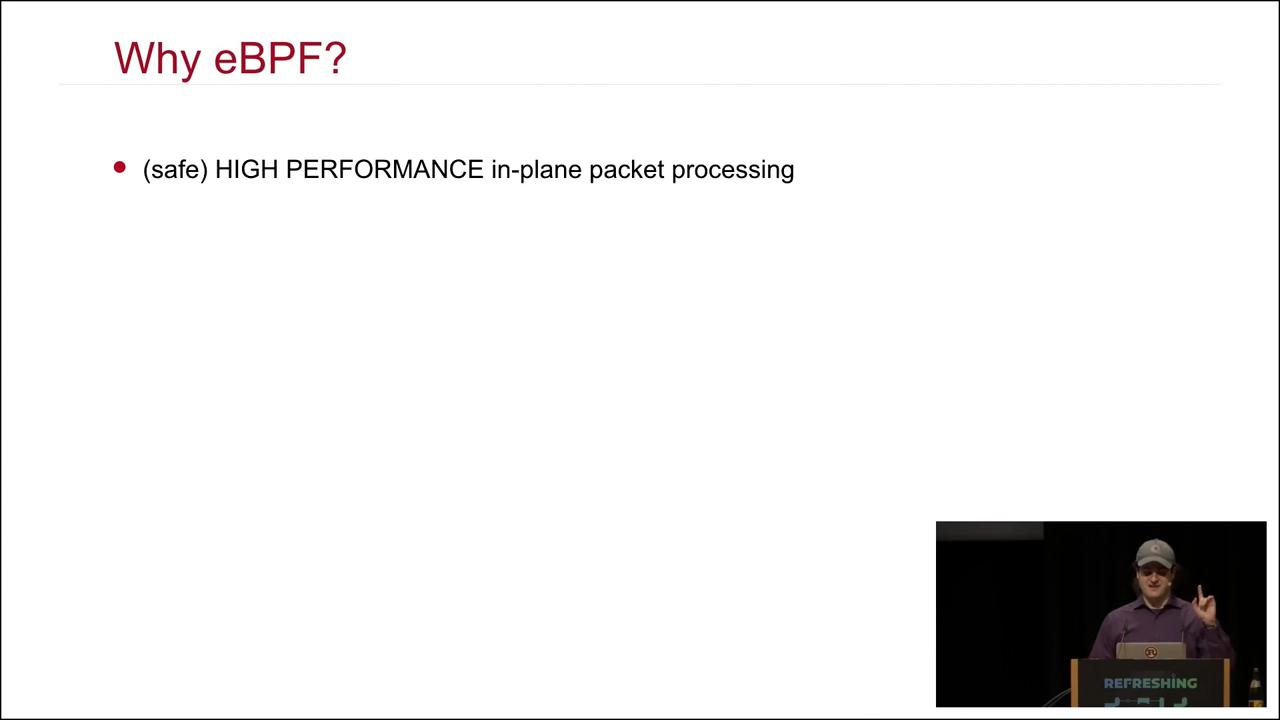 Why eBPF?
(safe) HIGH PERFORMANCE in-plane packet processing
REFRESHING